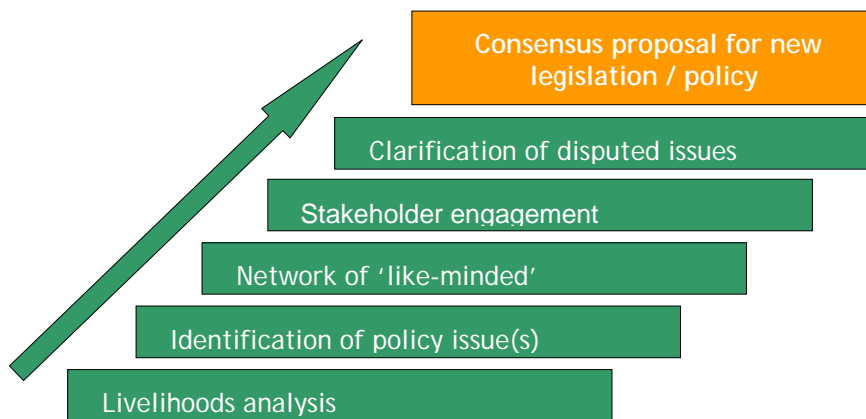 Consensus proposal for new
legislation / policy
Clarification of disputed issues
Stakeholder engagement
Network of ‘like-minded’
Identification of policy issue(s)
Livelihoods analysis